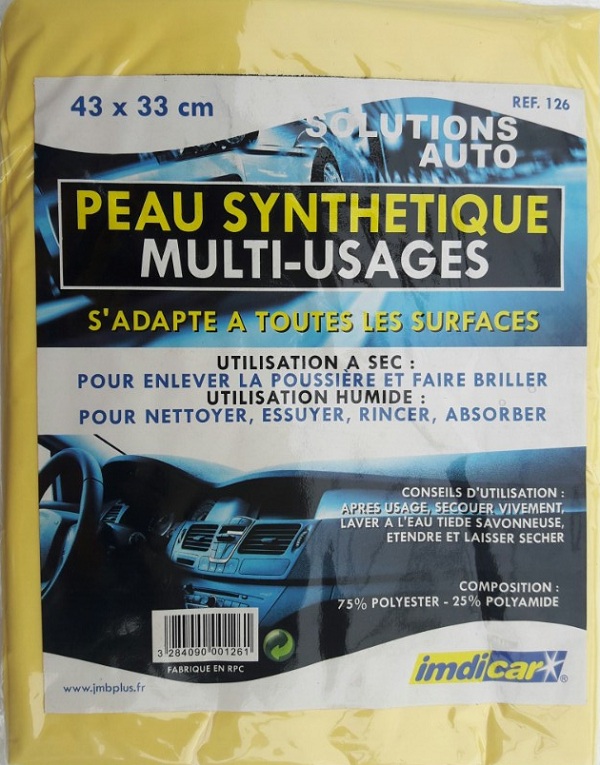 43 x 33 cm
REF. 126
SOLUTIONS
AUTO
PEAU SYNTHETIQUE
MULTI-USAGES
S'ADAPTE A TOUTES LES SURFACES
UTILISATION A SEC :
POUR ENLEVER LA POUSSIÈRE ET FAIRE BRILLER
UTILISATION HUMIDE :
POUR NETTOYER, ESSUYER, RINCER, ABSORBER
CONSEILS D'UTILISATION :
APRES USAGE, SECOUER VIVEMENT,
LAVER A L'EAU TIEDE SAVONNEUSE,
ETENDRE ET LAISSER SECHER
COMPOSITION :
75% POLYESTER - 25% POLYAMIDE
3 284090 001261
FABRIQUE EN RPC
www.jmbplus.fr
imdicar®